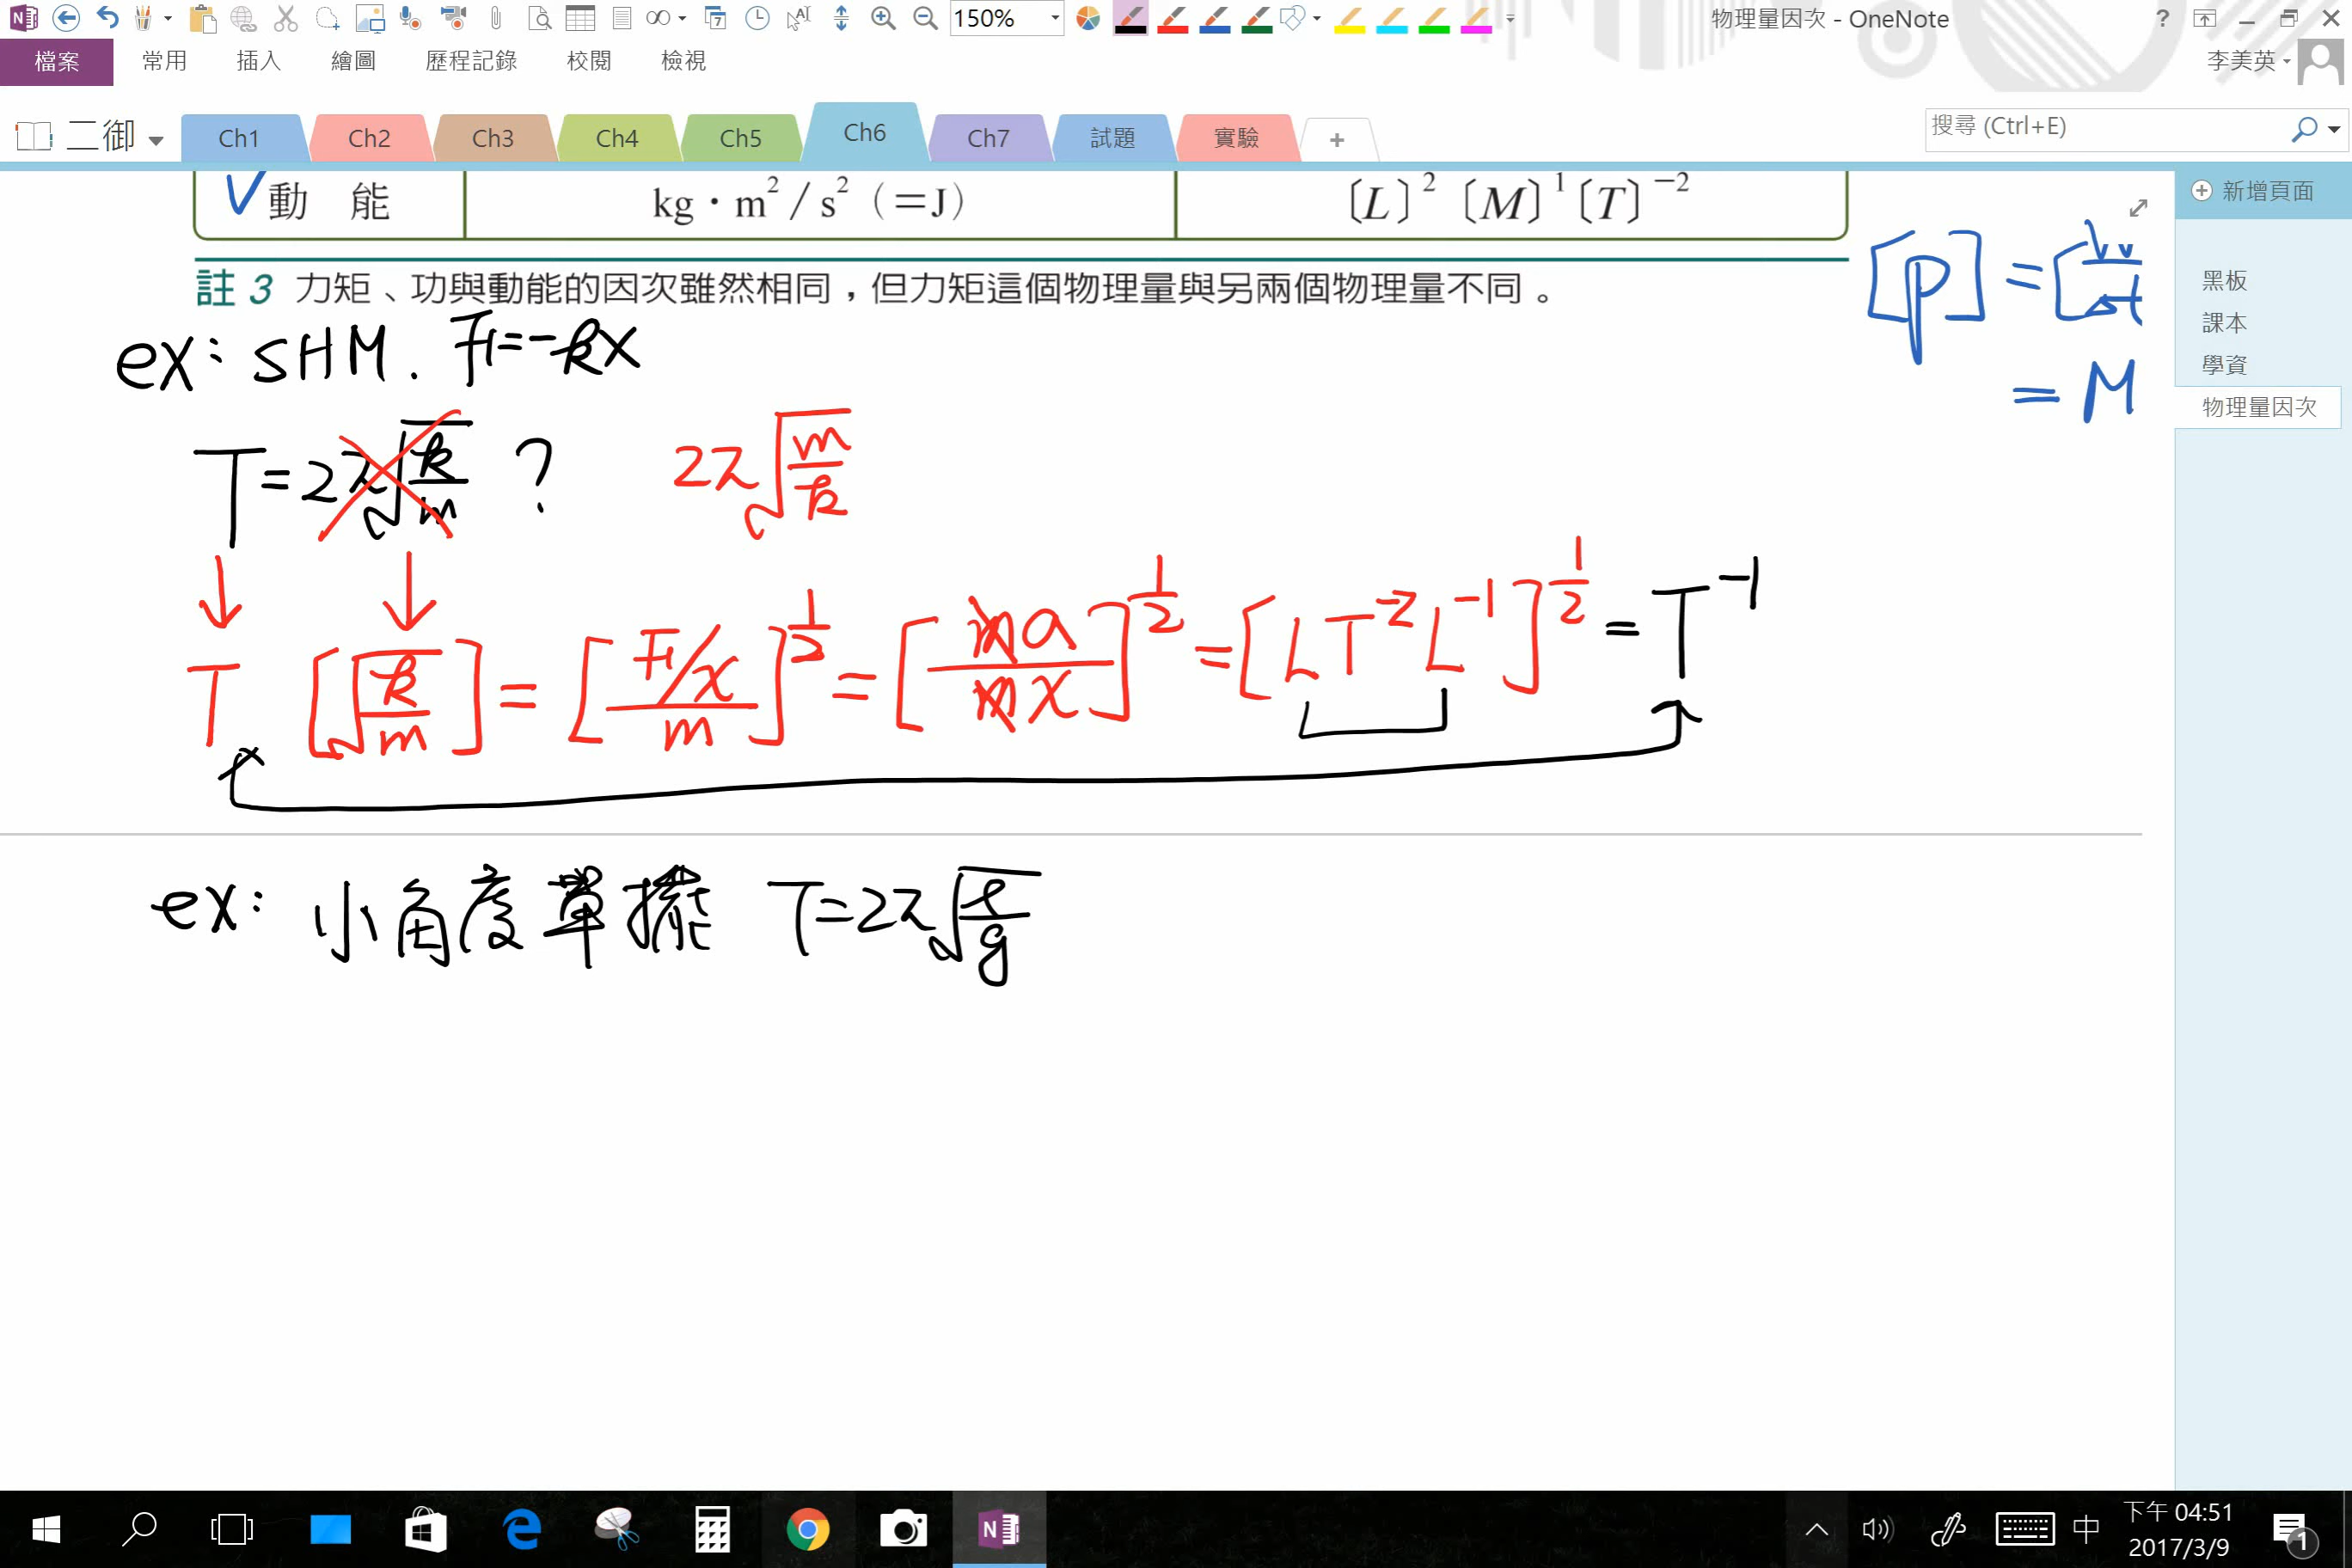 150%
物理量因次 - OneNote
?
檔案 常用 插入 繪圖 歷程記錄 校閱 檢視
李美英
二御 Ch1 Ch2 Ch3 Ch4 Ch5 Ch6 Ch7 試題 實驗 +
搜尋 (Ctrl+E)
新增頁面
黑板
課本
學資
物理量因次
動 能 kg・m²/s²(=J) 〔L〕²〔M〕¹〔T〕⁻²
註 3 力矩、功與動能的因次雖然相同,但力矩這個物理量與另兩個物理量不同。
[P] = [W/Δt
= M
ex: SHM. F=-kx
T=2π√(k/m) ? 2π√(m/k)
T [√(k/m)] = [(F/x)/m]^(1/2) = [ma/mx]^(1/2) = [LT⁻²L⁻¹]^(1/2) = T⁻¹
ex: 小角度單擺 T=2π√(ℓ/g)
中
下午 04:51
2017/3/9
1